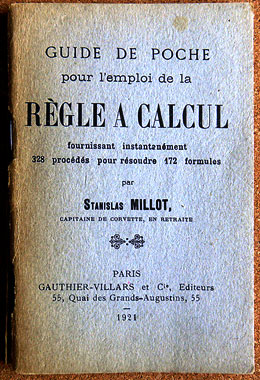 GUIDE DE POCHE
pour l'emploi de la
RÈGLE A CALCUL
fournissant instantanément
328 procédés pour résoudre 172 formules
par
STANISLAS MILLOT,
CAPITAINE DE CORVETTE, EN RETRAITE
PARIS
GAUTHIER-VILLARS et Cie, Editeurs
55, Quai des Grands-Augustins, 55
1921